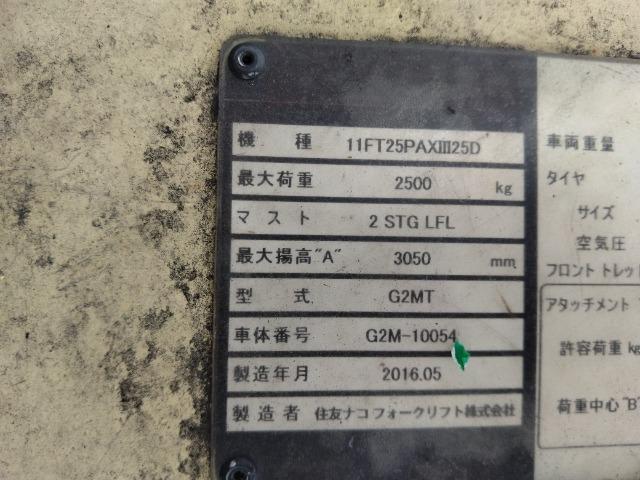 機 種 11FT25PAXIII25D
最大荷重 2500 kg
マスト 2 STG LFL
最大揚高"A" 3050 mm
型 式 G2MT
車体番号 G2M-10054
製造年月 2016.05
製造者 住友ナコフォークリフト株式会社
車両重量
タイヤ
サイズ
空気圧
フロント トレッ
アタッチメント
許容荷重 kg
荷重中心"B"